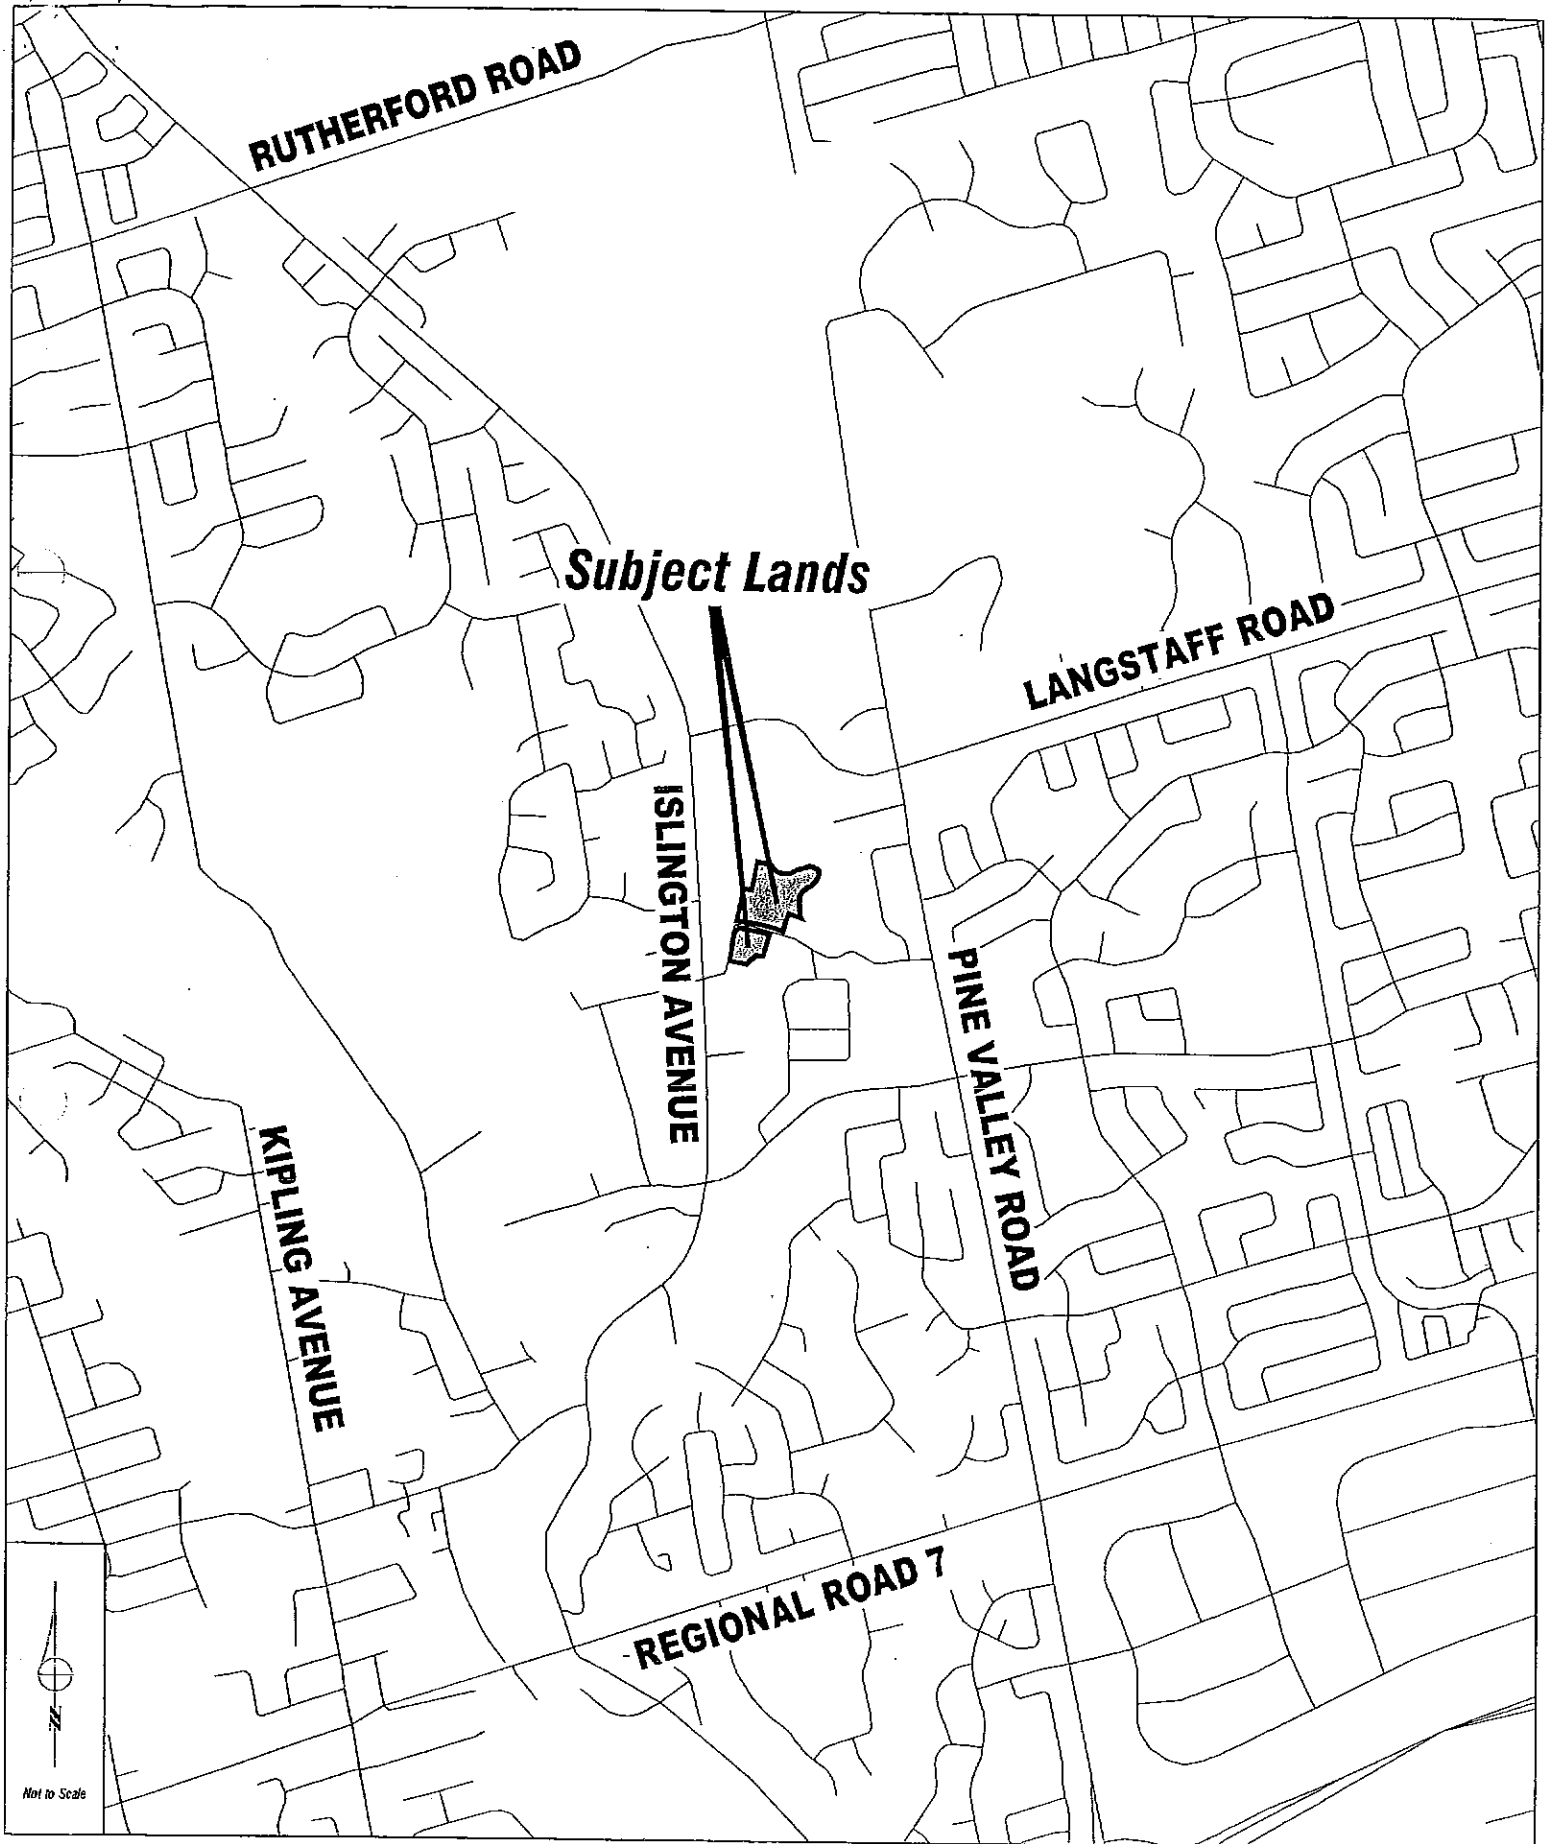 RUTHERFORD ROAD
Subject Lands
LANGSTAFF ROAD
ISLINGTON AVENUE
PINE VALLEY ROAD
KIPLING AVENUE
REGIONAL ROAD 7
N
Not to Scale